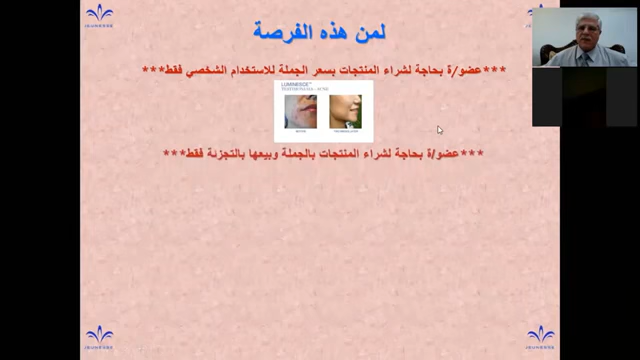 لمن هذه الفرصة
***عضو/ة بحاجة لشراء المنتجات بسعر الجملة للاستخدام الشخصي فقط***
LUMINESCE™
***عضو/ة بحاجة لشراء المنتجات بالجملة وبيعها بالتجزئة فقط***